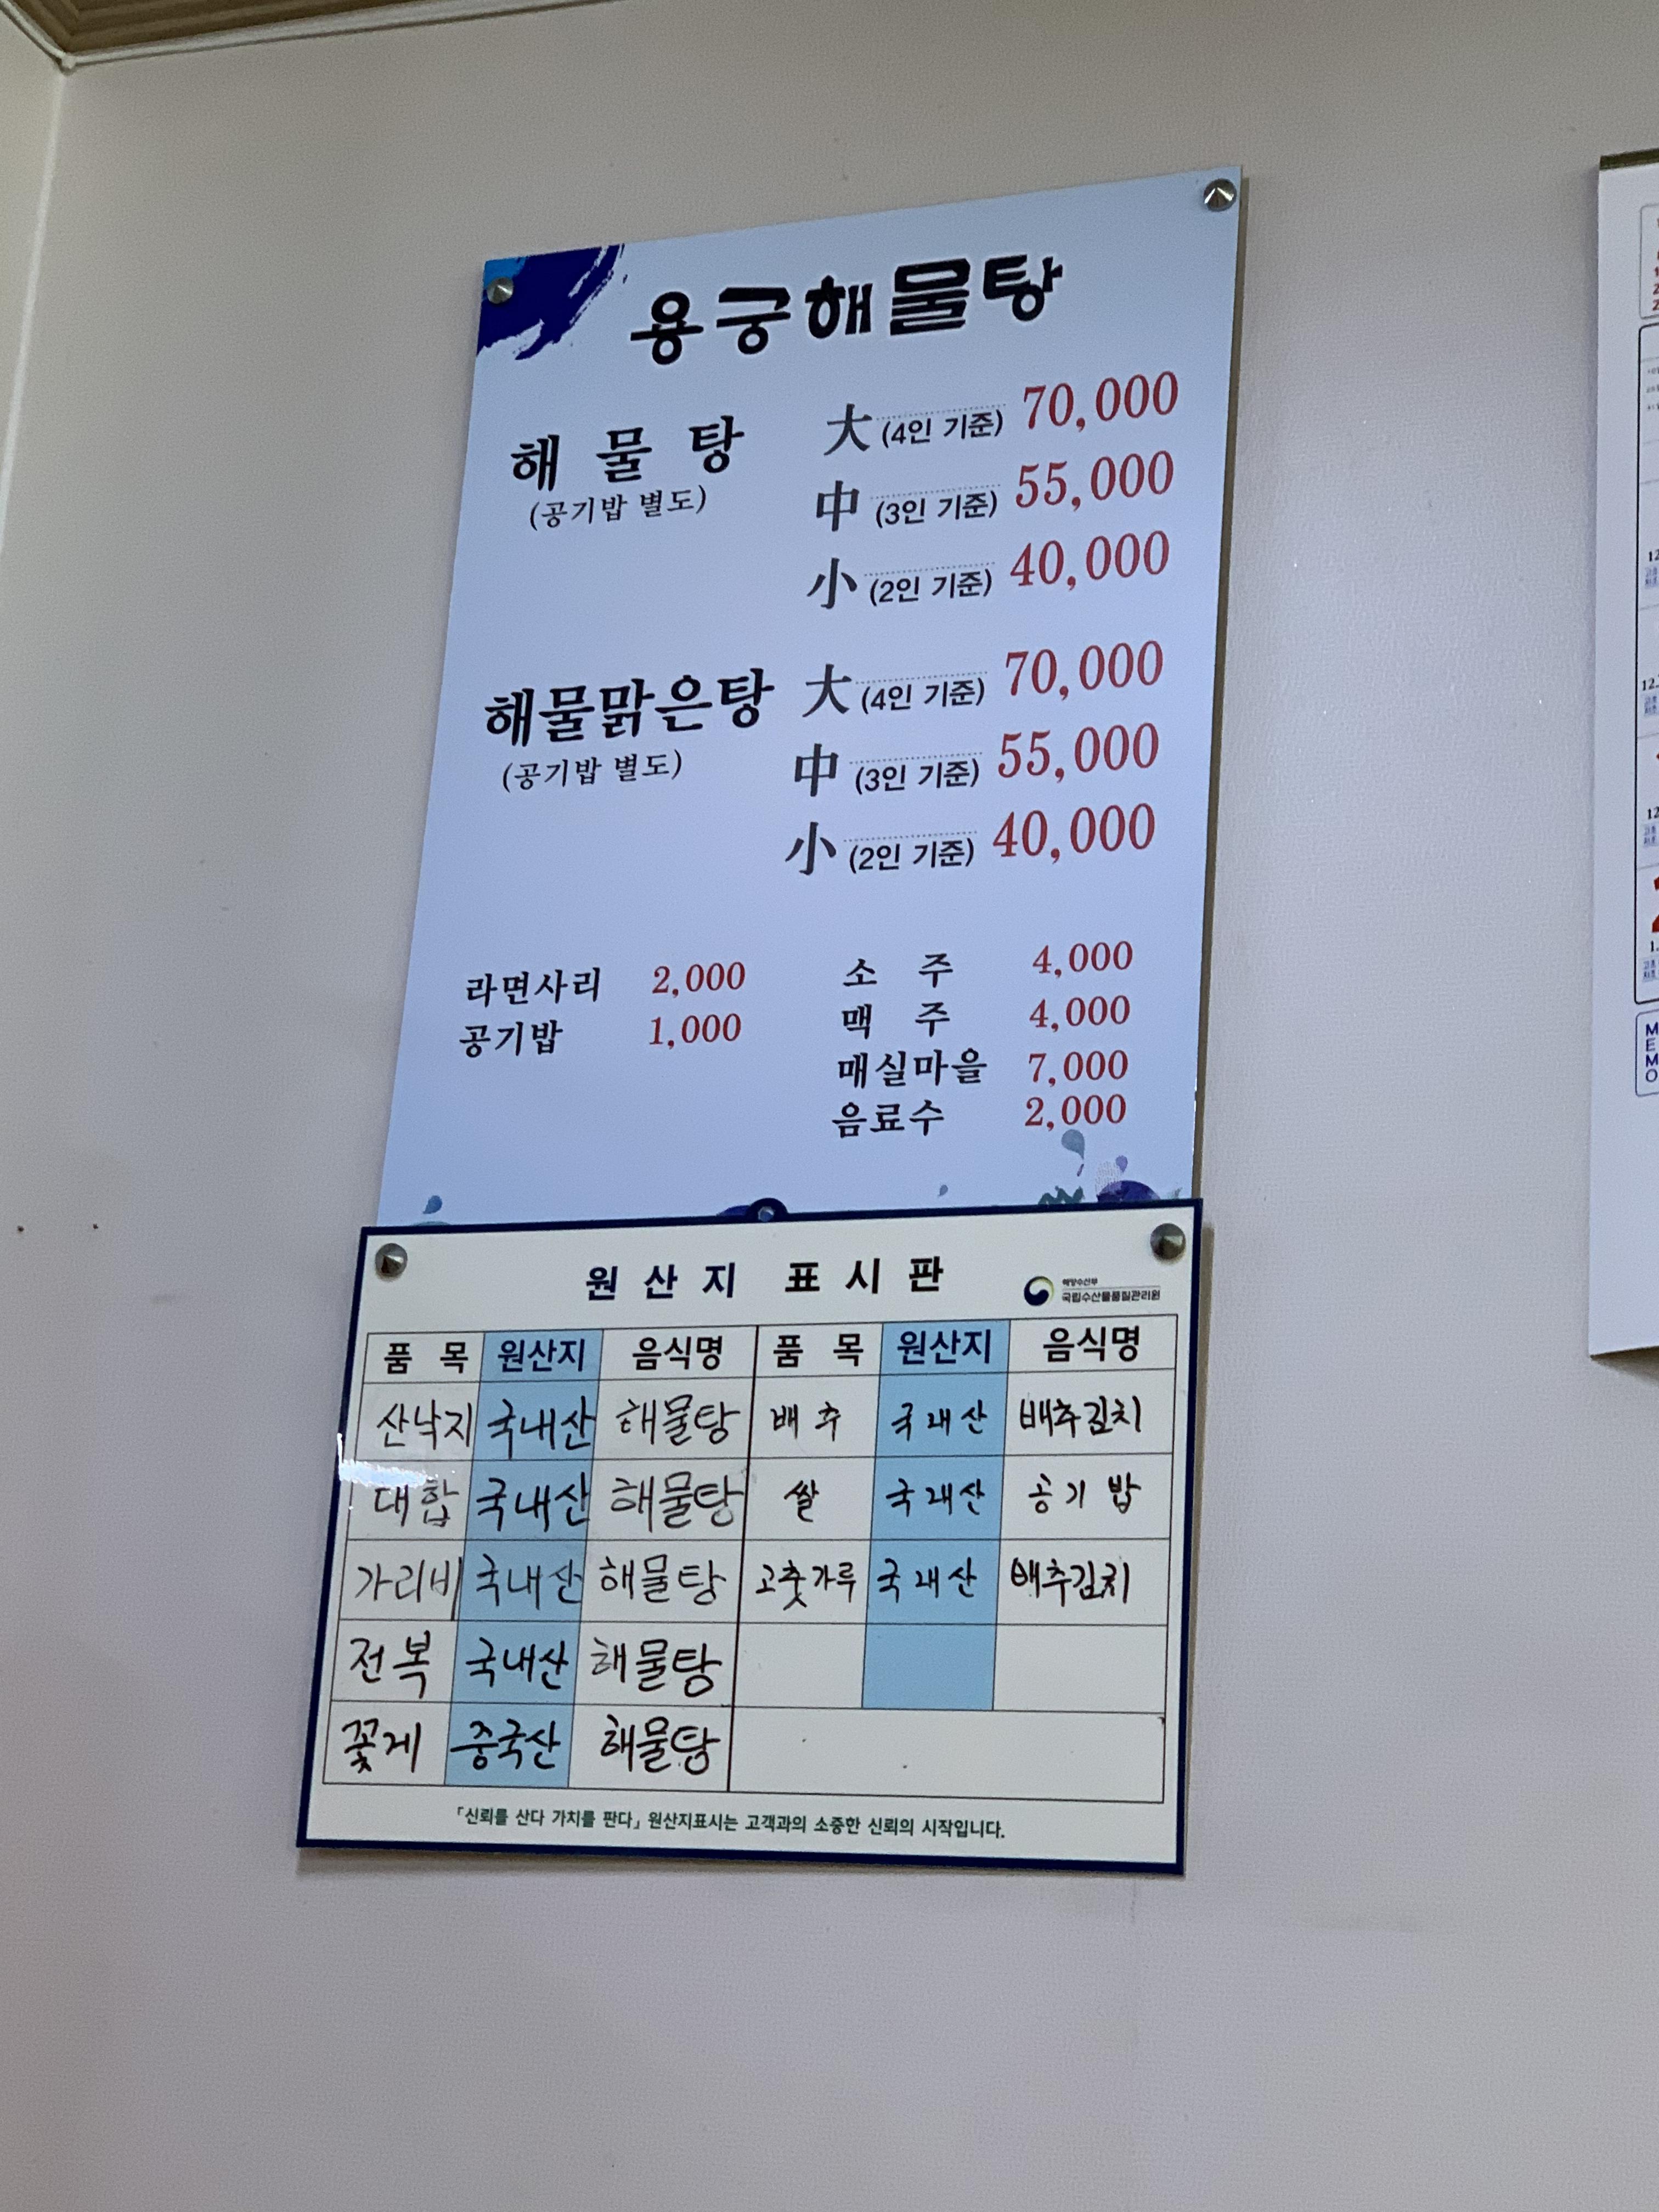 용궁해물탕
해 물 탕 大 (4인 기준) 70,000
(공기밥 별도) 中 (3인 기준) 55,000
小 (2인 기준) 40,000
해물맑은탕 大 (4인 기준) 70,000
(공기밥 별도) 中 (3인 기준) 55,000
小 (2인 기준) 40,000
라면사리 2,000 소 주 4,000
공기밥 1,000 맥 주 4,000
매실마을 7,000
음료수 2,000
원 산 지 표 시 판
해양수산부
국립수산물품질관리원
품 목 원산지 음식명 품 목 원산지 음식명
산낙지 국내산 해물탕 배추 국내산 배추김치
대합 국내산 해물탕 쌀 국내산 공기밥
가리비 국내산 해물탕 고춧가루 국내산 배추김치
전복 국내산 해물탕
꽃게 중국산 해물탕
「신뢰를 산다 가치를 판다」 원산지표시는 고객과의 소중한 신뢰의 시작입니다.
MEMO